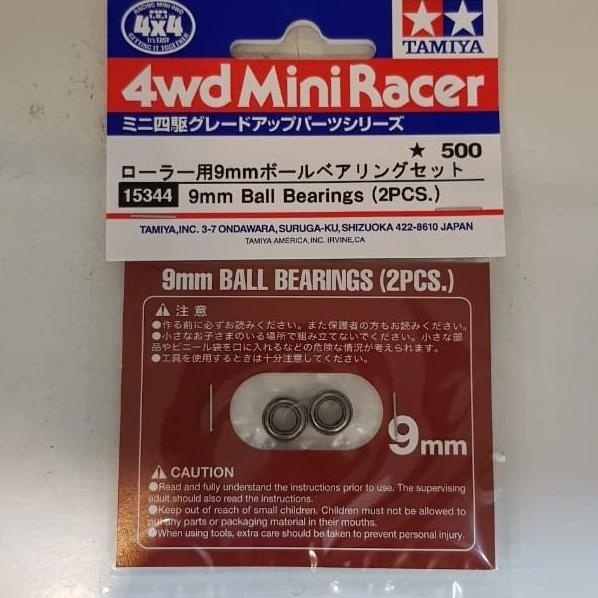 RACING MINI 4WD
4x4
It's EASY
GETTING IT TOGETHER
TAMIYA
4wd Mini Racer
ミニ四駆グレードアップパーツシリーズ
★ 500
ローラー用9mmボールベアリングセット
15344 9mm Ball Bearings (2PCS.)
TAMIYA,INC. 3-7 ONDAWARA, SURUGA-KU, SHIZUOKA 422-8610 JAPAN
TAMIYA AMERICA, INC. IRVINE, CA
9mm BALL BEARINGS (2PCS.)
注意
●作る前に必ずお読みください。また保護者の方もお読みください。
●小さなお子さまのいる場所で組み立てないでください。小さな部
品やビニール袋を口に入れるなどの危険な情況が考えられます。
●工具を使用するときは十分注意してください。
9mm
CAUTION
●Read and fully understand the instructions prior to use. The supervising
adult should also read the instructions.
●Keep out of reach of small children. Children must not be allowed to
put any parts or packaging material in their mouths.
●When using tools, extra care should be taken to prevent personal injury.